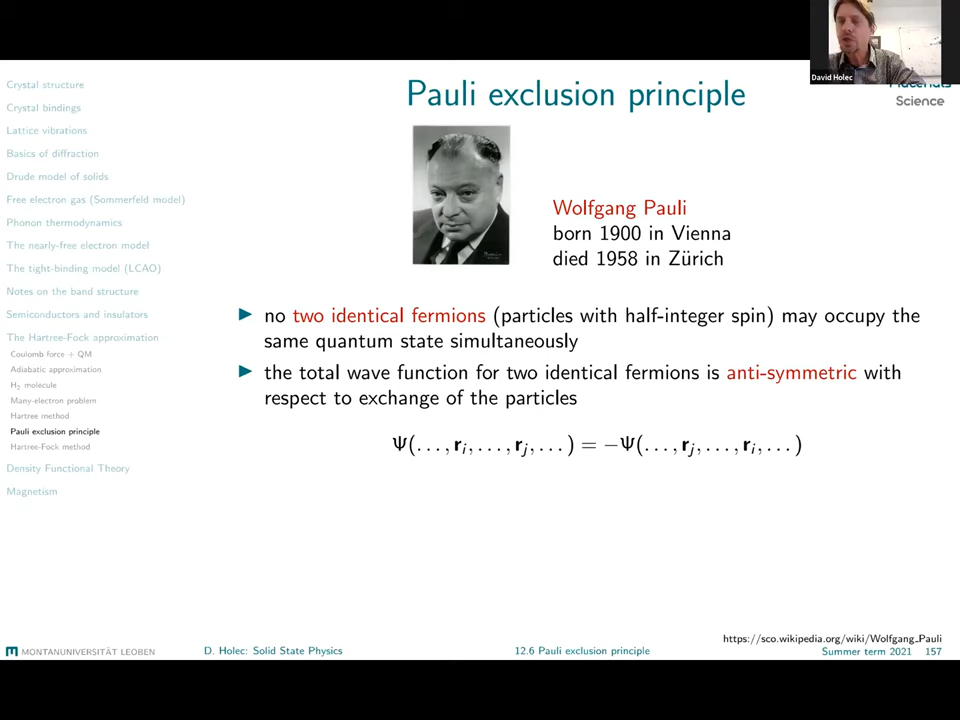 David Holec
Materials
Science
Pauli exclusion principle
Crystal structure
Crystal bindings
Lattice vibrations
Basics of diffraction
Drude model of solids
Free electron gas (Sommerfeld model)
Phonon thermodynamics
The nearly-free electron model
The tight-binding model (LCAO)
Notes on the band structure
Semiconductors and insulators
The Hartree-Fock approximation
Coulomb force + QM
Adiabatic approximation
H₂ molecule
Many-electron problem
Hartree method
Pauli exclusion principle
Hartree-Fock method
Density Functional Theory
Magnetism
Wolfgang Pauli
born 1900 in Vienna
died 1958 in Zürich
▶ no two identical fermions (particles with half-integer spin) may occupy the
same quantum state simultaneously
▶ the total wave function for two identical fermions is anti-symmetric with
respect to exchange of the particles
Ψ(. . . , rᵢ, . . . , rⱼ, . . . ) = −Ψ(. . . , rⱼ, . . . , rᵢ, . . . )
https://sco.wikipedia.org/wiki/Wolfgang_Pauli
MONTANUNIVERSITÄT LEOBEN
D. Holec: Solid State Physics
12.6 Pauli exclusion principle
Summer term 2021 157